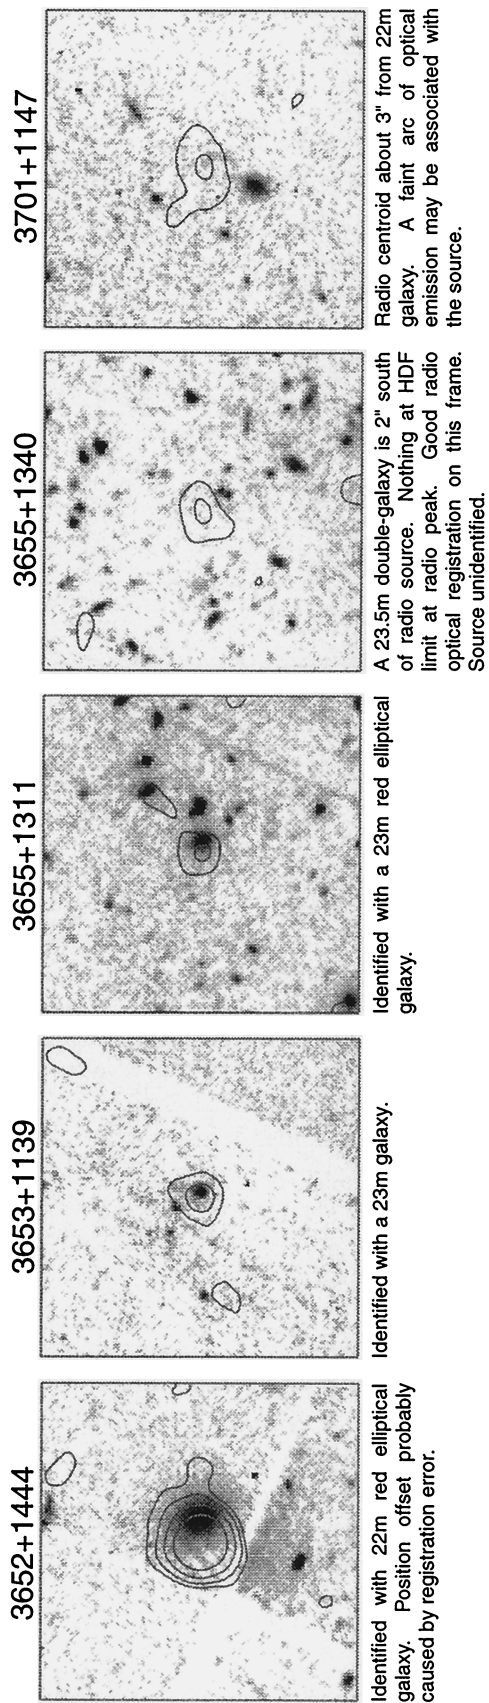 3652+1444
Identified with 22m red elliptical
galaxy. Position offset probably
caused by registration error.
3653+1139
Identified with a 23m galaxy.
3655+1311
Identified with a 23m red elliptical
galaxy.
3655+1340
A 23.5m double-galaxy is 2" south
of radio source. Nothing at HDF
limit at radio peak. Good radio
optical registration on this frame.
Source unidentified.
3701+1147
Radio centroid about 3" from 22m
galaxy. A faint arc of optical
emission may be associated with
the source.